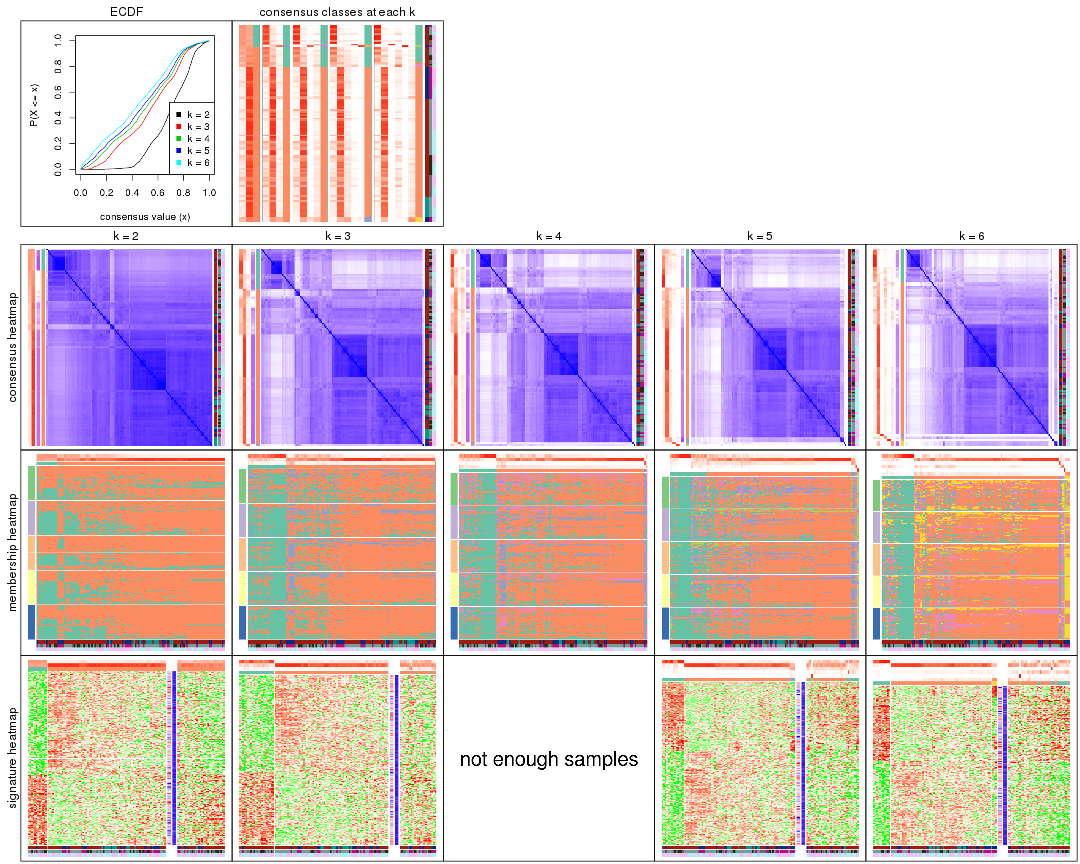 ECDF
consensus classes at each k
P(X <= x)
0.0 0.2 0.4 0.6 0.8 1.0
k = 2
k = 3
k = 4
k = 5
k = 6
0.0 0.2 0.4 0.6 0.8 1.0
consensus value (x)
k = 2
k = 3
k = 4
k = 5
k = 6
consensus heatmap
membership heatmap
signature heatmap
not enough samples